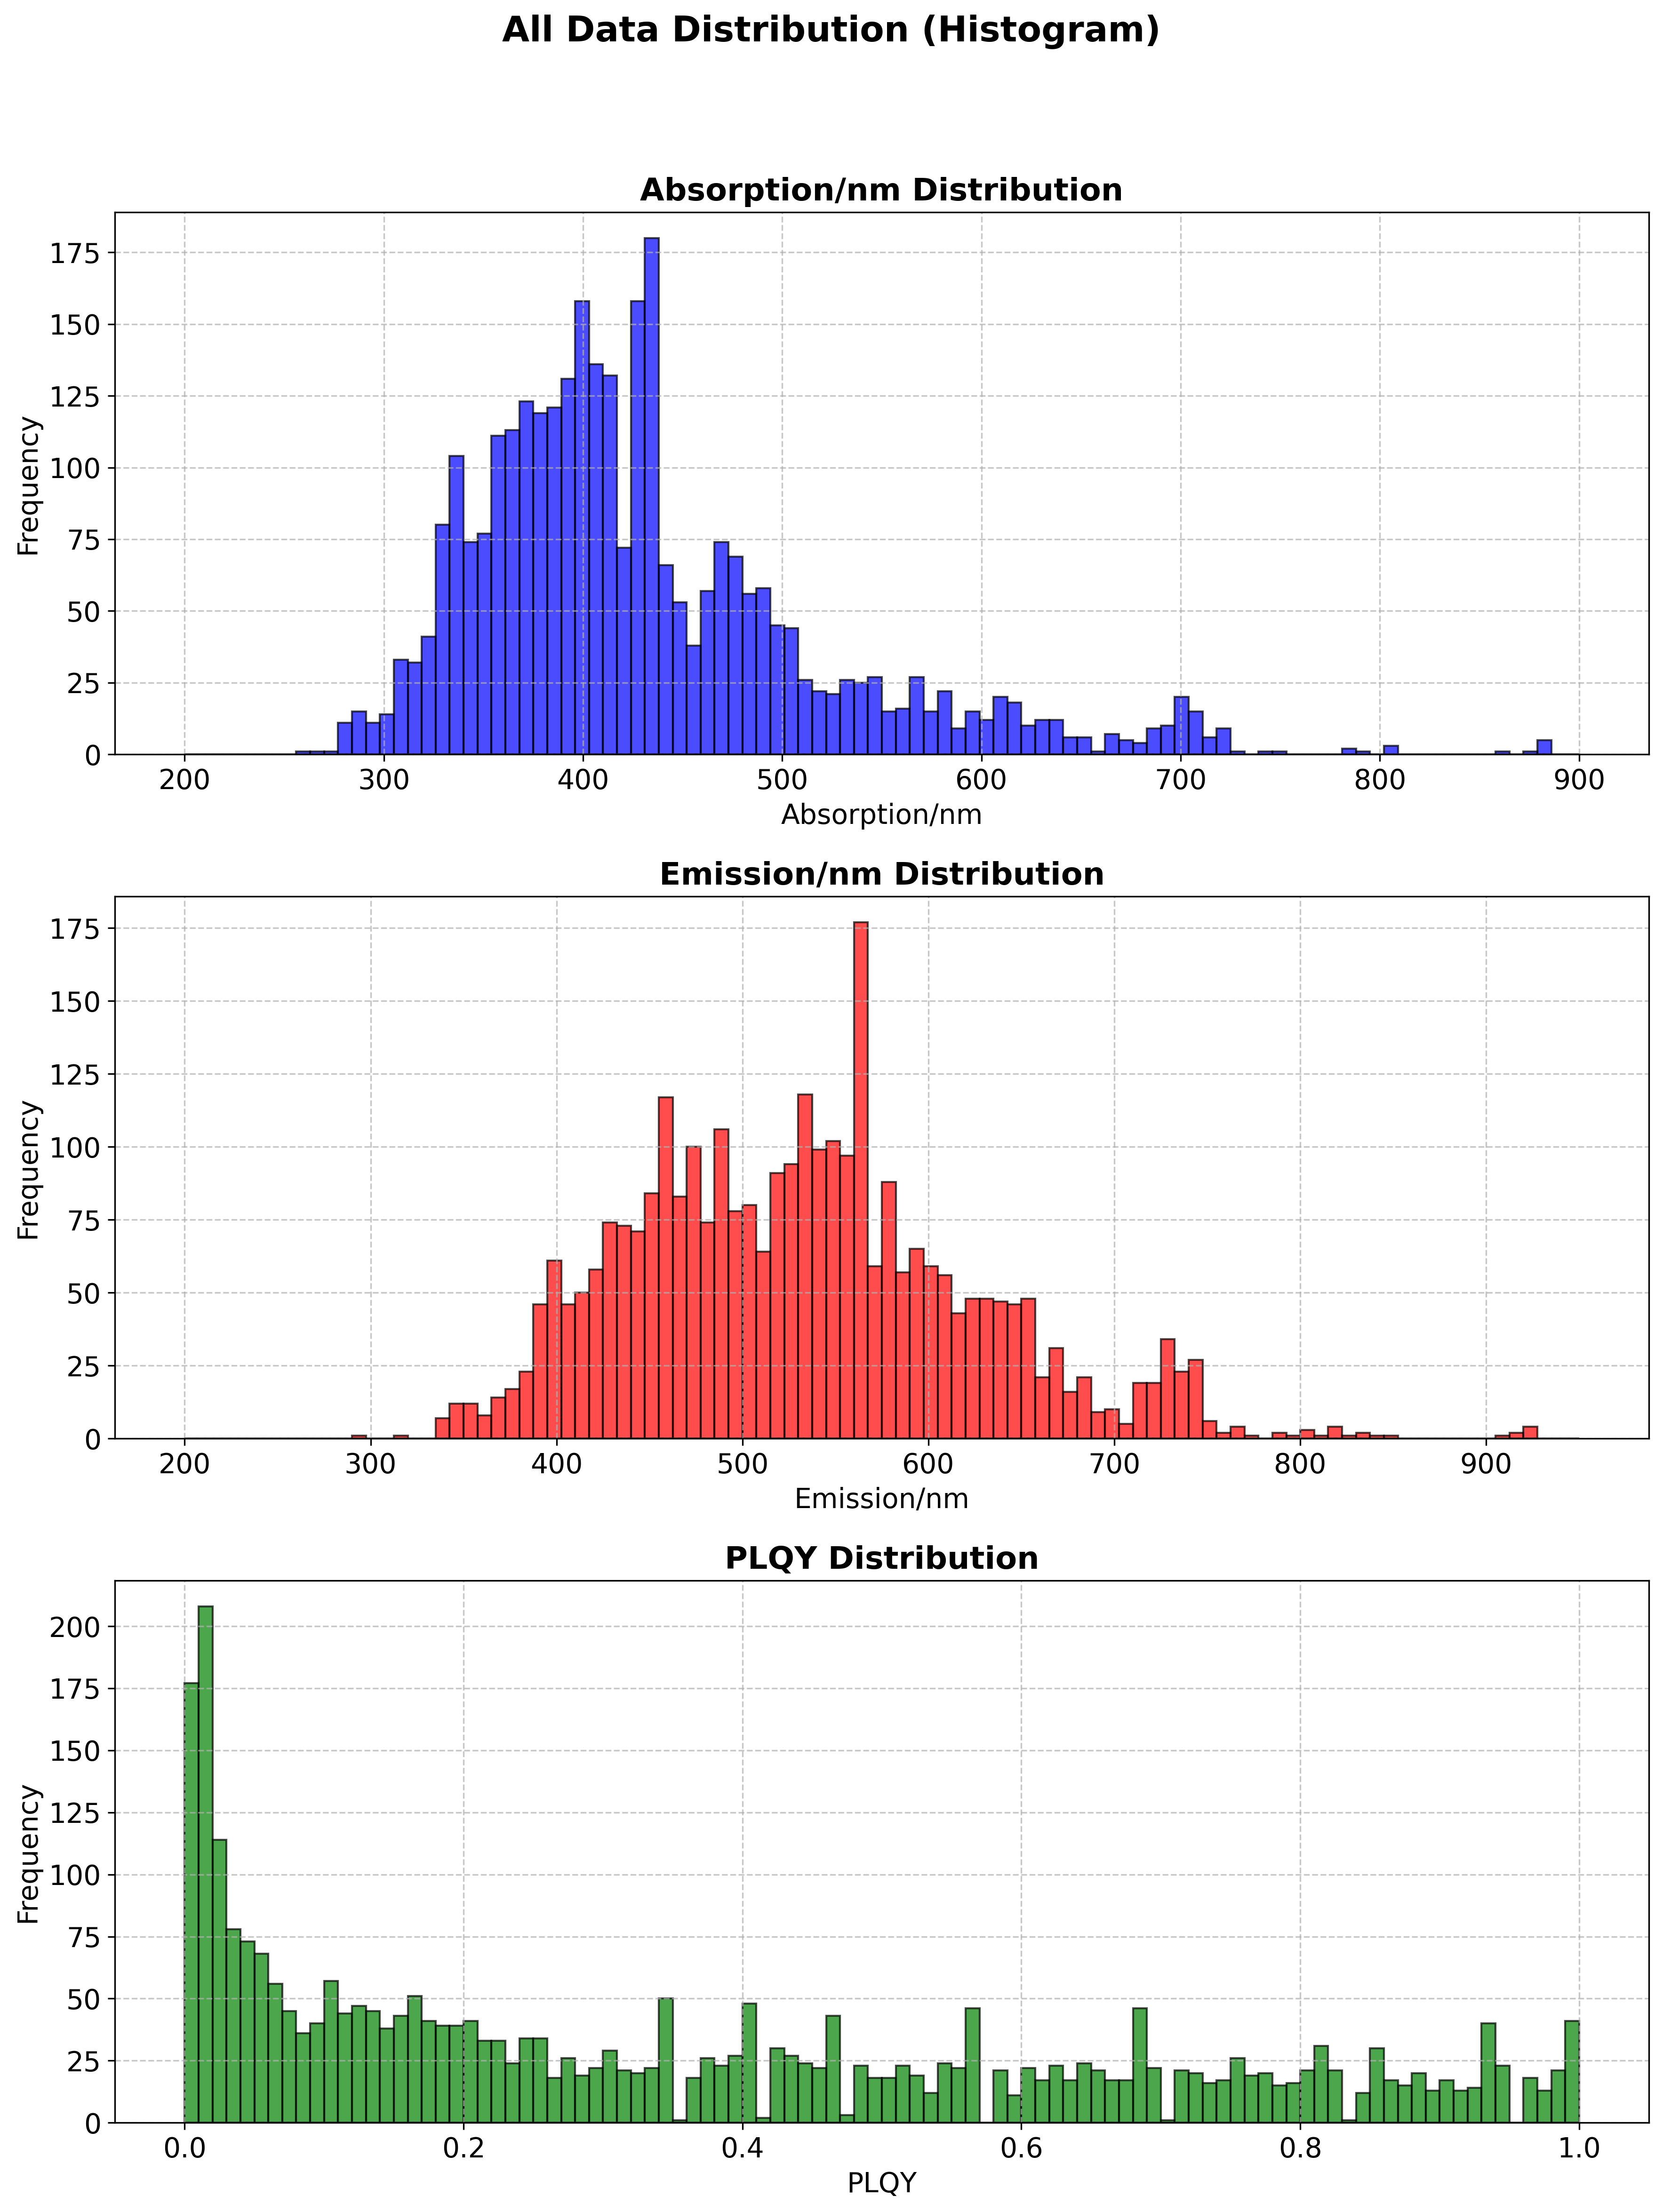 All Data Distribution (Histogram)
Absorption/nm Distribution
Frequency
175
150
125
100
75
50
25
0
200 300 400 500 600 700 800 900
Absorption/nm
Emission/nm Distribution
Frequency
175
150
125
100
75
50
25
0
200 300 400 500 600 700 800 900
Emission/nm
PLQY Distribution
Frequency
200
175
150
125
100
75
50
25
0
0.0 0.2 0.4 0.6 0.8 1.0
PLQY